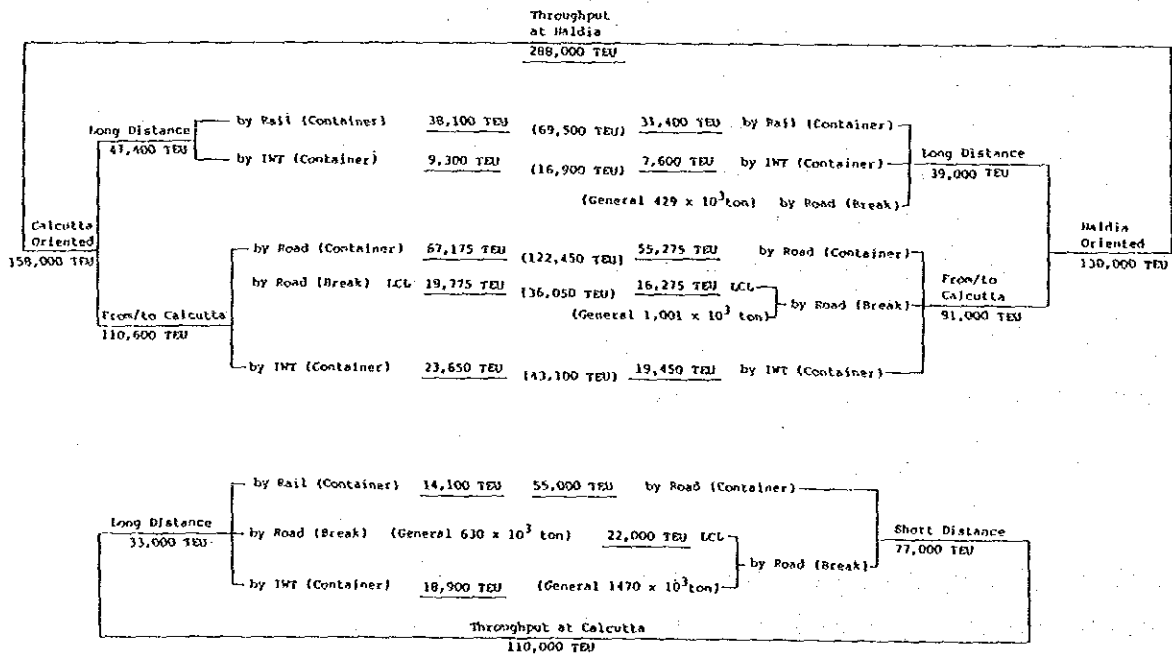 Throughput
at Haldia
288,000 TEU
by Rail (Container) 38,100 TEU (69,500 TEU) 31,400 TEU by Rail (Container)
Long Distance
47,400 TEU
by IWT (Container) 9,300 TEU (16,900 TEU) 7,600 TEU by IWT (Container)
Long Distance
39,000 TEU
(General 429 x 10³ ton) by Road (Break)
Calcutta
Oriented
158,000 TEU
Haldia
Oriented
130,000 TEU
by Road (Container) 67,175 TEU (122,450 TEU) 55,275 TEU by Road (Container)
by Road (Break) LCL 19,775 TEU (36,050 TEU) 16,275 TEU LCL
by Road (Break)
(General 1,001 x 10³ ton)
From/to Calcutta
110,600 TEU
From/to
Calcutta
91,000 TEU
by IWT (Container) 23,650 TEU (43,100 TEU) 19,450 TEU by IWT (Container)
by Rail (Container) 14,100 TEU 55,000 TEU by Road (Container)
Long Distance
33,000 TEU
by Road (Break) (General 630 x 10³ ton) 22,000 TEU LCL
Short Distance
77,000 TEU
by Road (Break)
by IWT (Container) 18,900 TEU (General 1470 x 10³ton)
Throughput at Calcutta
110,000 TEU